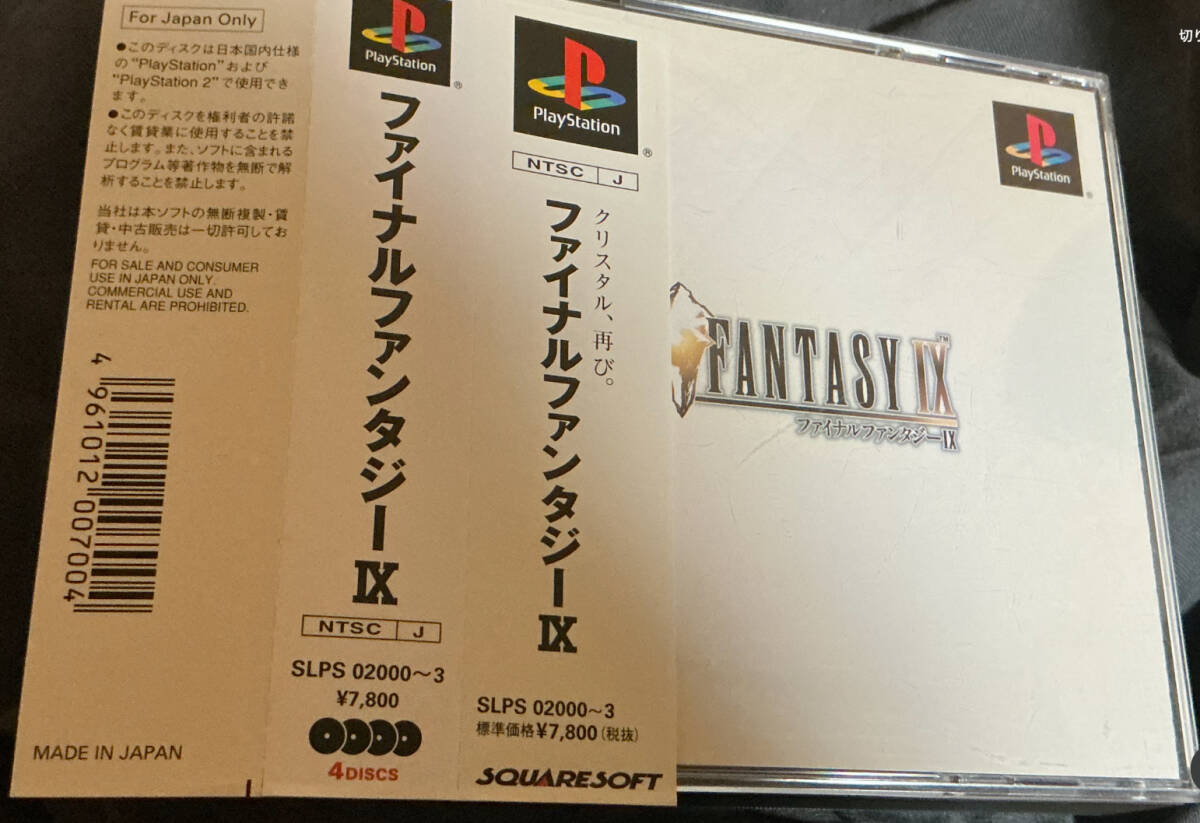 For Japan Only
●このディスクは日本国内仕様
の"PlayStation"および
"PlayStation 2"で使用でき
ます。
●このディスクを権利者の許諾
なく賃貸業に使用することを禁
止します。また、ソフトに含まれる
プログラム等著作物を無断で解
析することを禁止します。
当社は本ソフトの無断複製・賃
貸・中古販売は一切許可してお
りません。
FOR SALE AND CONSUMER
USE IN JAPAN ONLY.
COMMERCIAL USE AND
RENTAL ARE PROHIBITED.
4 961012 007004
MADE IN JAPAN
PlayStation
®
ファイナルファンタジーIX
NTSC J
SLPS 02000〜3
¥7,800
4DISCS
PlayStation
®
NTSC J
クリスタル、再び。
ファイナルファンタジーIX
SLPS 02000〜3
標準価格¥7,800(税抜)
SQUARESOFT
PlayStation
®
FANTASY IX™
ファイナルファンタジーIX